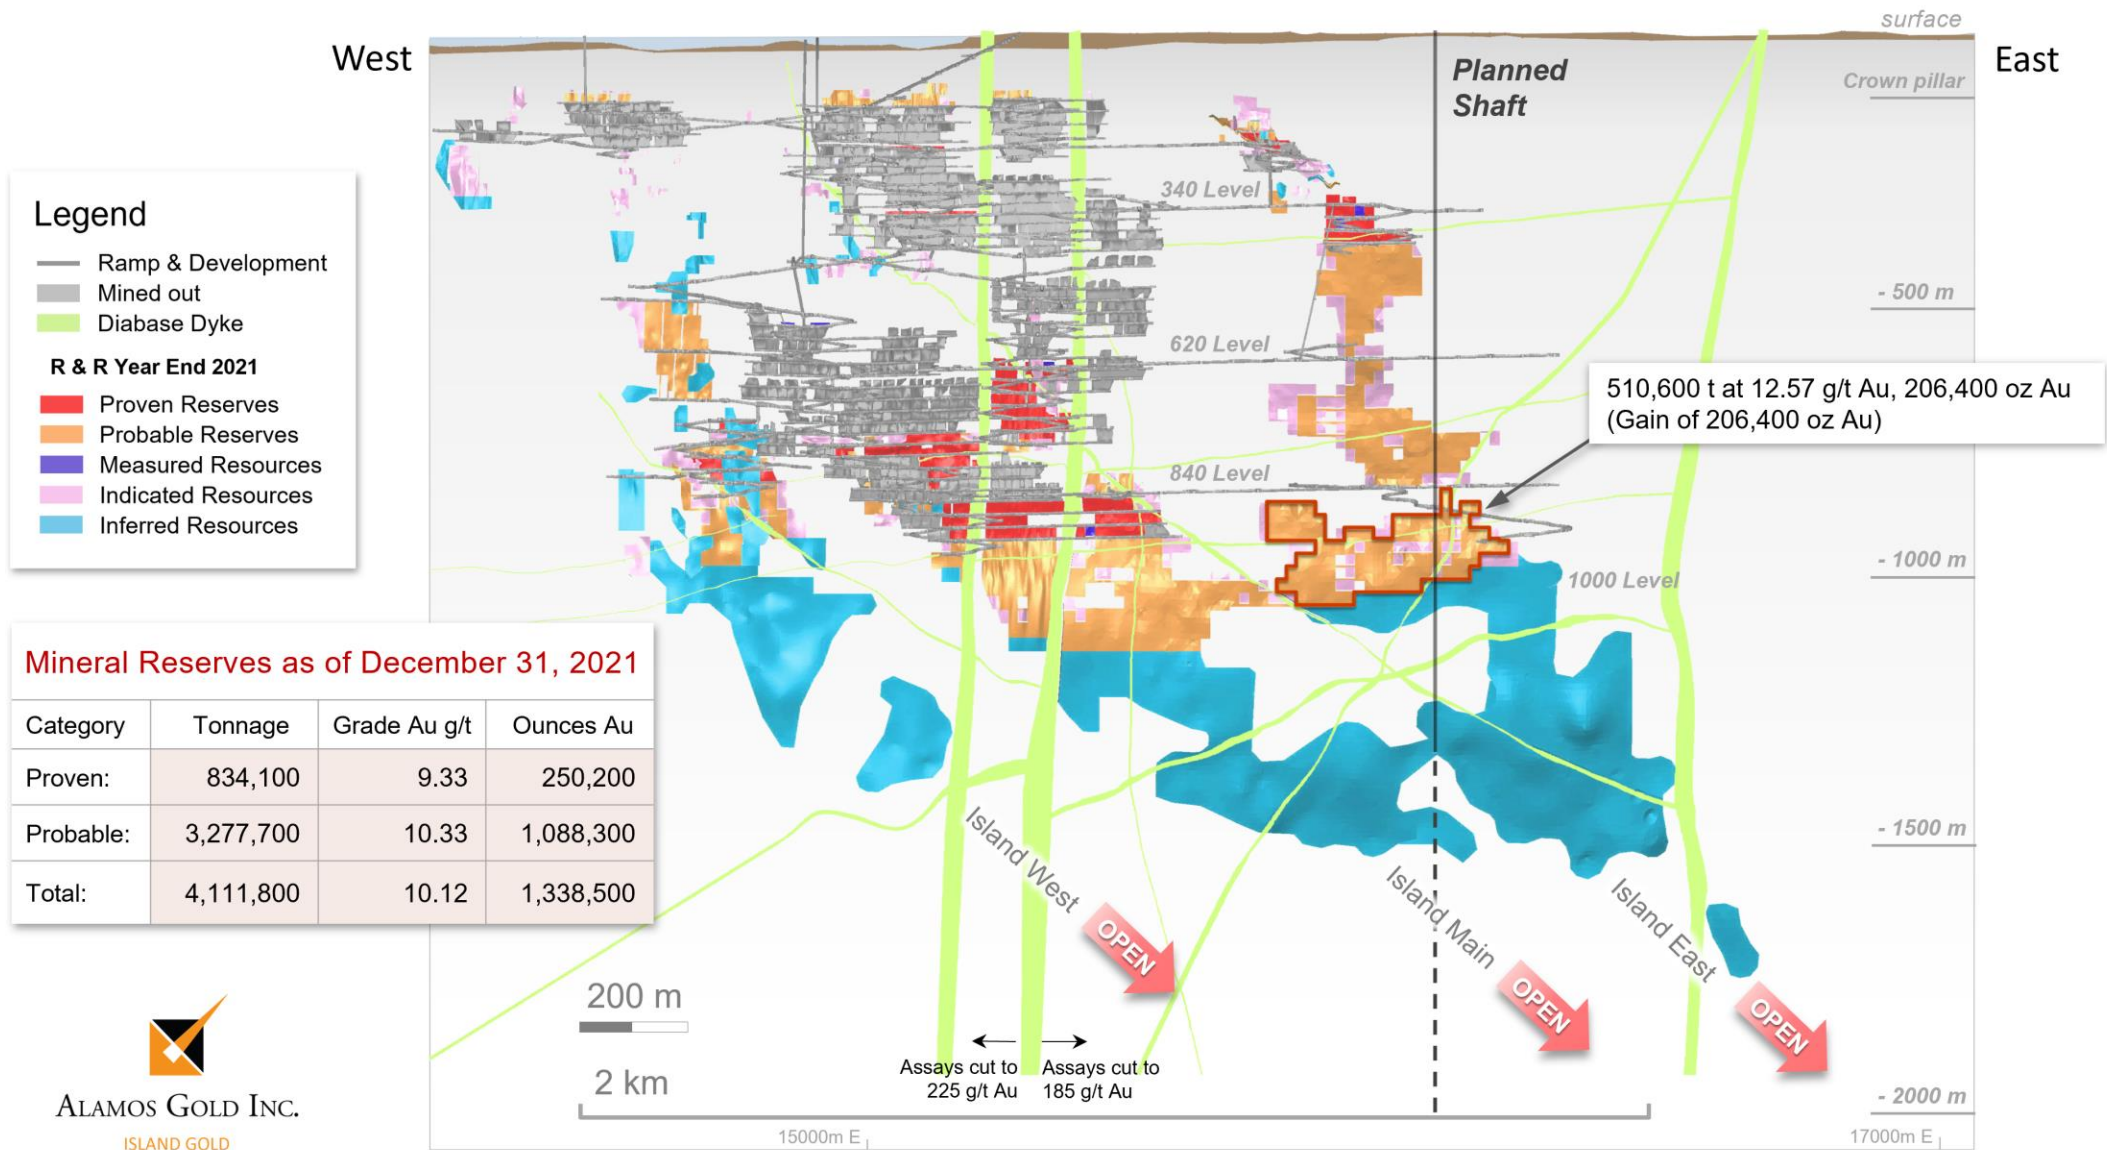 surface
West
East
Planned
Shaft
Crown pillar
340 Level
- 500 m
620 Level
510,600 t at 12.57 g/t Au, 206,400 oz Au
(Gain of 206,400 oz Au)
840 Level
- 1000 m
1000 Level
- 1500 m
- 2000 m
Legend
Ramp & Development
Mined out
Diabase Dyke
R & R Year End 2021
Proven Reserves
Probable Reserves
Measured Resources
Indicated Resources
Inferred Resources
Mineral Reserves as of December 31, 2021
Category Tonnage Grade Au g/t Ounces Au
Proven: 834,100 9.33 250,200
Probable: 3,277,700 10.33 1,088,300
Total: 4,111,800 10.12 1,338,500
Island West
OPEN
Island Main
OPEN
Island East
OPEN
200 m
2 km
Assays cut to
225 g/t Au
Assays cut to
185 g/t Au
15000m E
17000m E
ALAMOS GOLD INC.
ISLAND GOLD